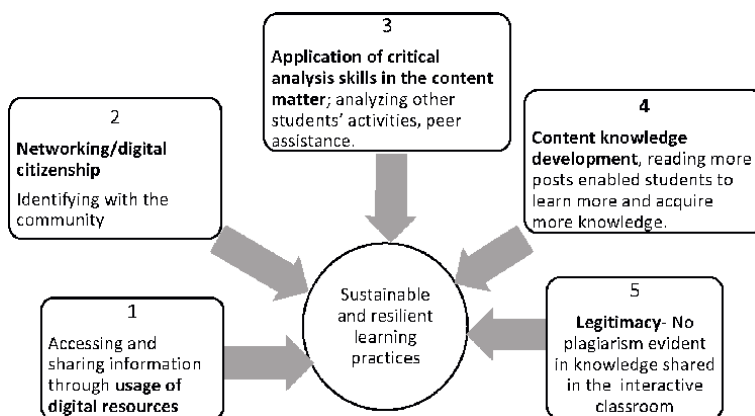 3
Application of critical
analysis skills in the content
matter; analyzing other
students' activities, peer
assistance.
2
Networking/digital
citizenship
Identifying with the
community
4
Content knowledge
development, reading more
posts enabled students to
learn more and acquire
more knowledge.
Sustainable
and resilient
learning
practices
1
Accessing and
sharing information
through usage of
digital resources
5
Legitimacy- No
plagiarism evident
in knowledge shared
in the interactive
classroom